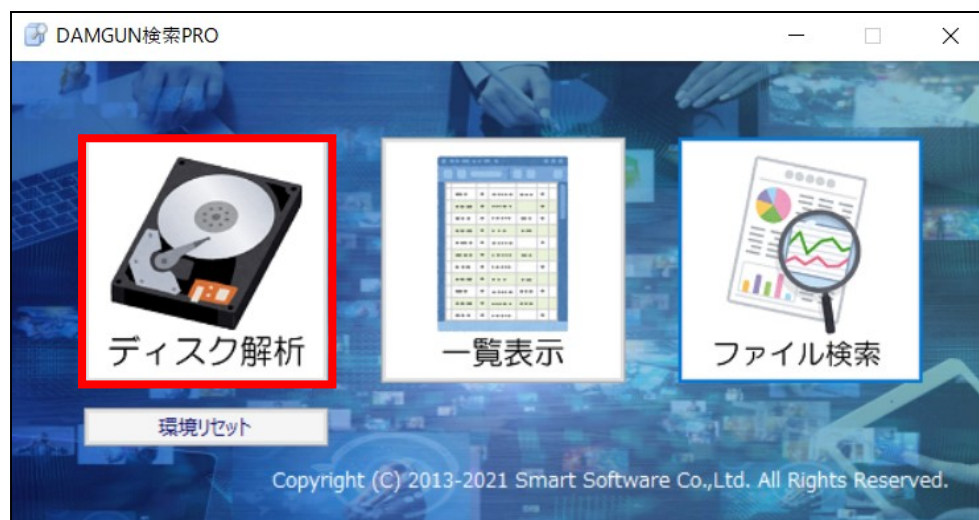 DAMGUN検索PRO
ディスク解析
一覧表示
ファイル検索
環境リセット
Copyright (C) 2013-2021 Smart Software Co.,Ltd. All Rights Reserved.